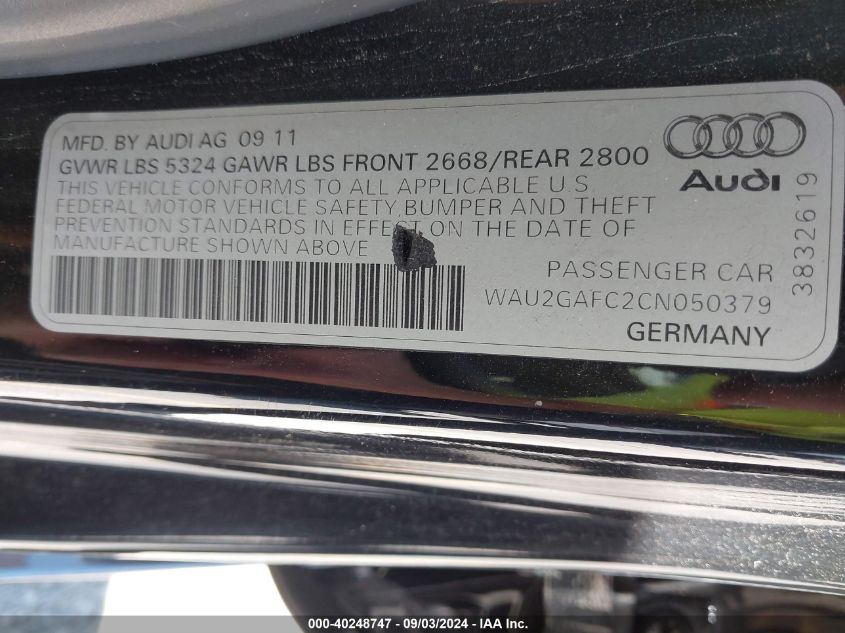 MFD. BY AUDI AG 09 11
GVWR LBS 5324 GAWR LBS FRONT 2668/REAR 2800
THIS VEHICLE CONFORMS TO ALL APPLICABLE U.S.
FEDERAL MOTOR VEHICLE SAFETY, BUMPER AND THEFT
PREVENTION STANDARDS IN EFFECT ON THE DATE OF
MANUFACTURE SHOWN ABOVE
Audi
PASSENGER CAR
WAU2GAFC2CN050379
GERMANY
3832619
000-40248747 - 09/03/2024 - IAA Inc.